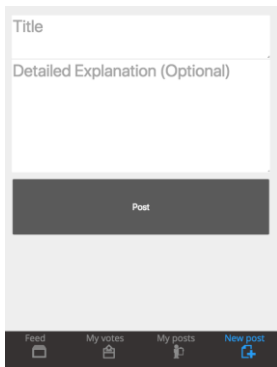 Title
Detailed Explanation (Optional)
Post
Feed My votes My posts New post